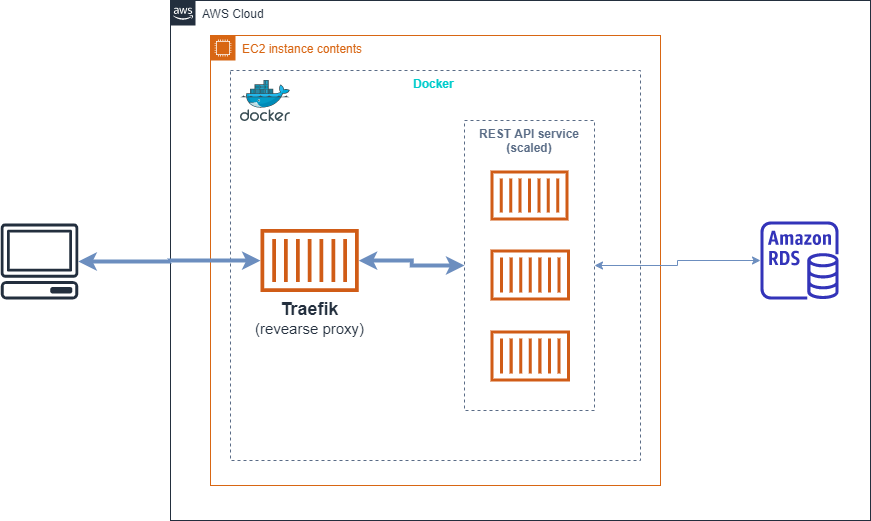 aws
AWS Cloud
EC2 instance contents
Docker
docker
REST API service
(scaled)
Amazon
RDS
Traefik
(revearse proxy)